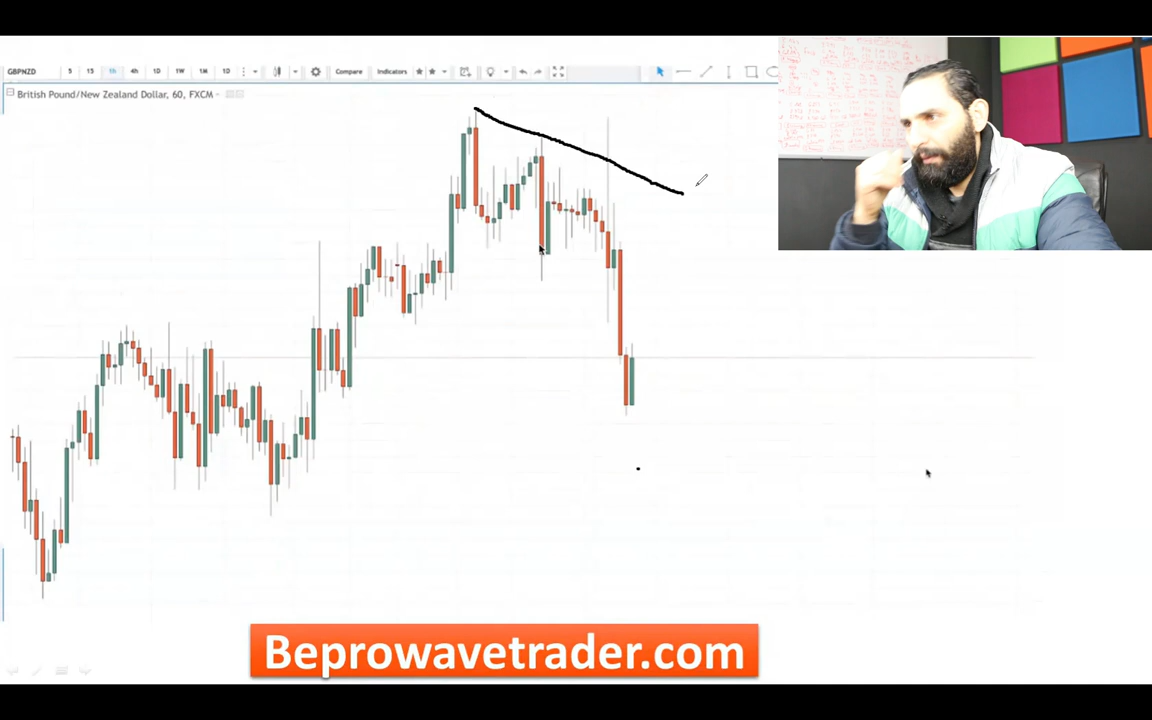 GBPNZD 5 15 1h 4h 1D 1W 1M 1D Compare Indicators
British Pound/New Zealand Dollar, 60, FXCM
Beprowavetrader.com